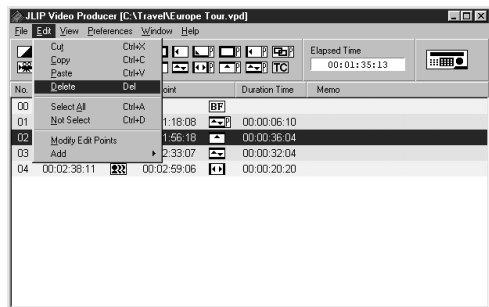 JLIP Video Producer [C:\Travel\Europe Tour.vpd]
File Edit View Preferences Window Help
Cut Ctrl+X
Copy Ctrl+C
Paste Ctrl+V
Delete Del
Select All Ctrl+A
Not Select Ctrl+D
Modify Edit Points
Add
P P P P
P P TC
Elapsed Time
00:01:35:13
No. oint Duration Time Memo
00 BF
01 1:18:08 P 00:00:06:10
02 1:56:18 00:00:36:04
03 2:33:07 00:00:32:04
04 00:02:38:11 00:02:59:06 00:00:20:20